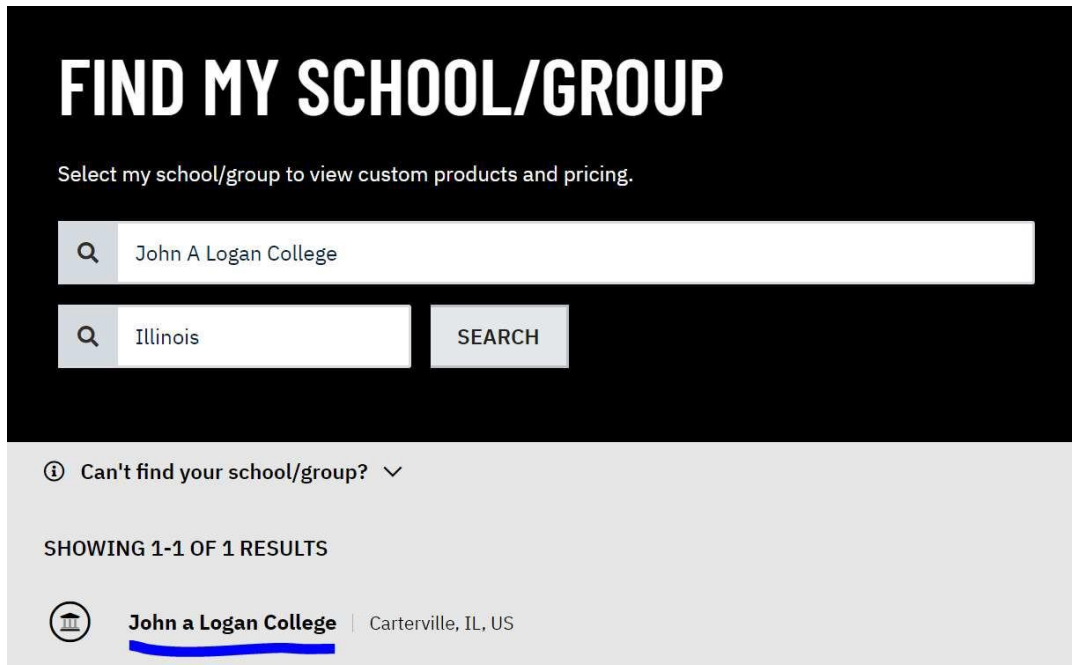 FIND MY SCHOOL/GROUP
Select my school/group to view custom products and pricing.
John A Logan College
Illinois
SEARCH
Can't find your school/group?
SHOWING 1-1 OF 1 RESULTS
John a Logan College | Carterville, IL, US